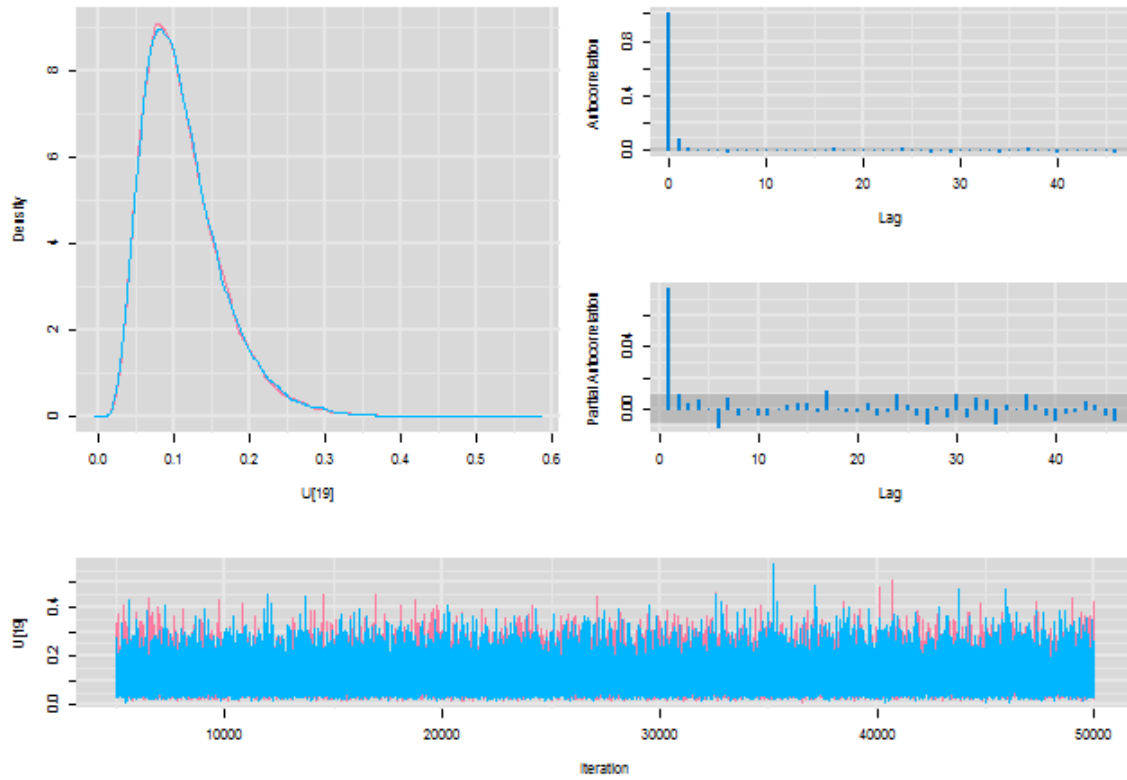 Density
0 2 4 6 8
0.0 0.1 0.2 0.3 0.4 0.5 0.6
U[19]
Autocorrelation
0.0 0.4 0.8
0 10 20 30 40
Lag
Partial Autocorrelation
0.00 0.04
0 10 20 30 40
Lag
U[19]
0.0 0.2 0.4
10000 20000 30000 40000 50000
Iteration